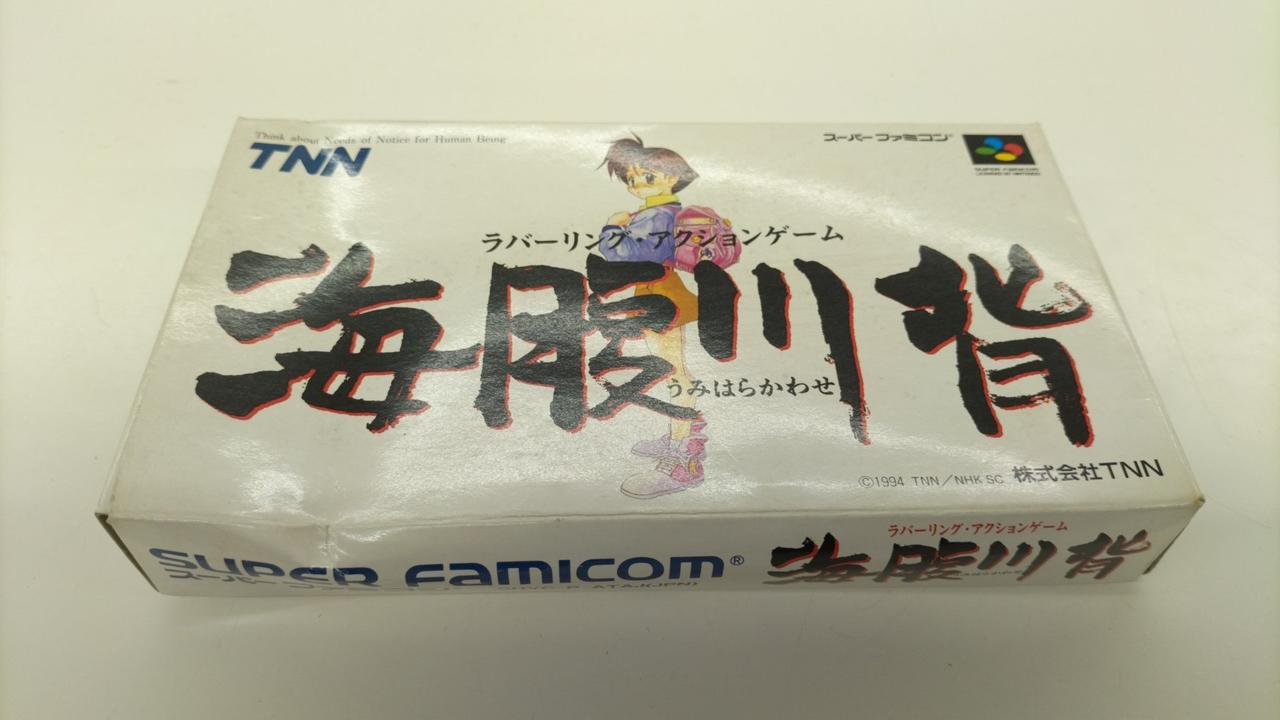 Think about Needs of Notice for Human Being
TNN
スーパーファミコン
SUPER FAMICOM
LICENSED BY NINTENDO
ラバーリング・アクションゲーム
海腹川背
うみはらかわせ
©1994 TNN/NHK SC 株式会社TNN
SUPER FAMICOM®
ラバーリング・アクションゲーム
海腹川背